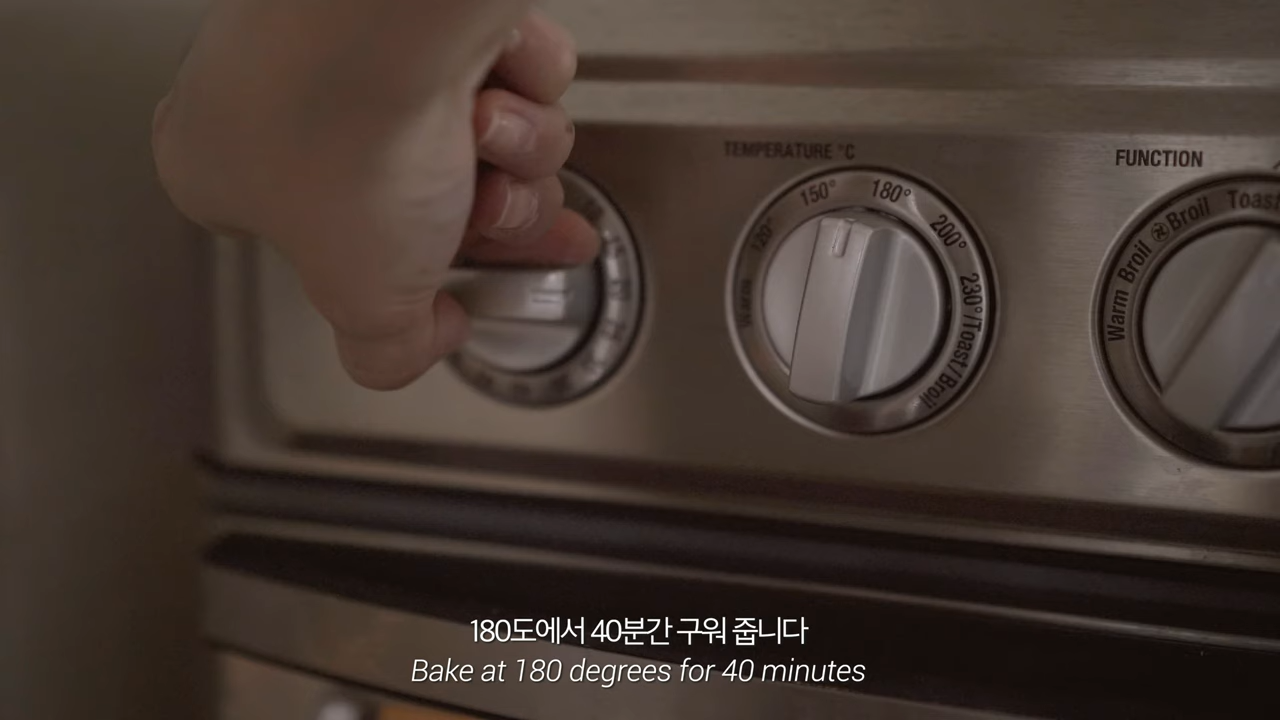 TEMPERATURE °C
FUNCTION
120°
150°
180°
200°
230°/Toast/Broil
Warm
Broil
Broil
180도에서 40분간 구워 줍니다
Bake at 180 degrees for 40 minutes